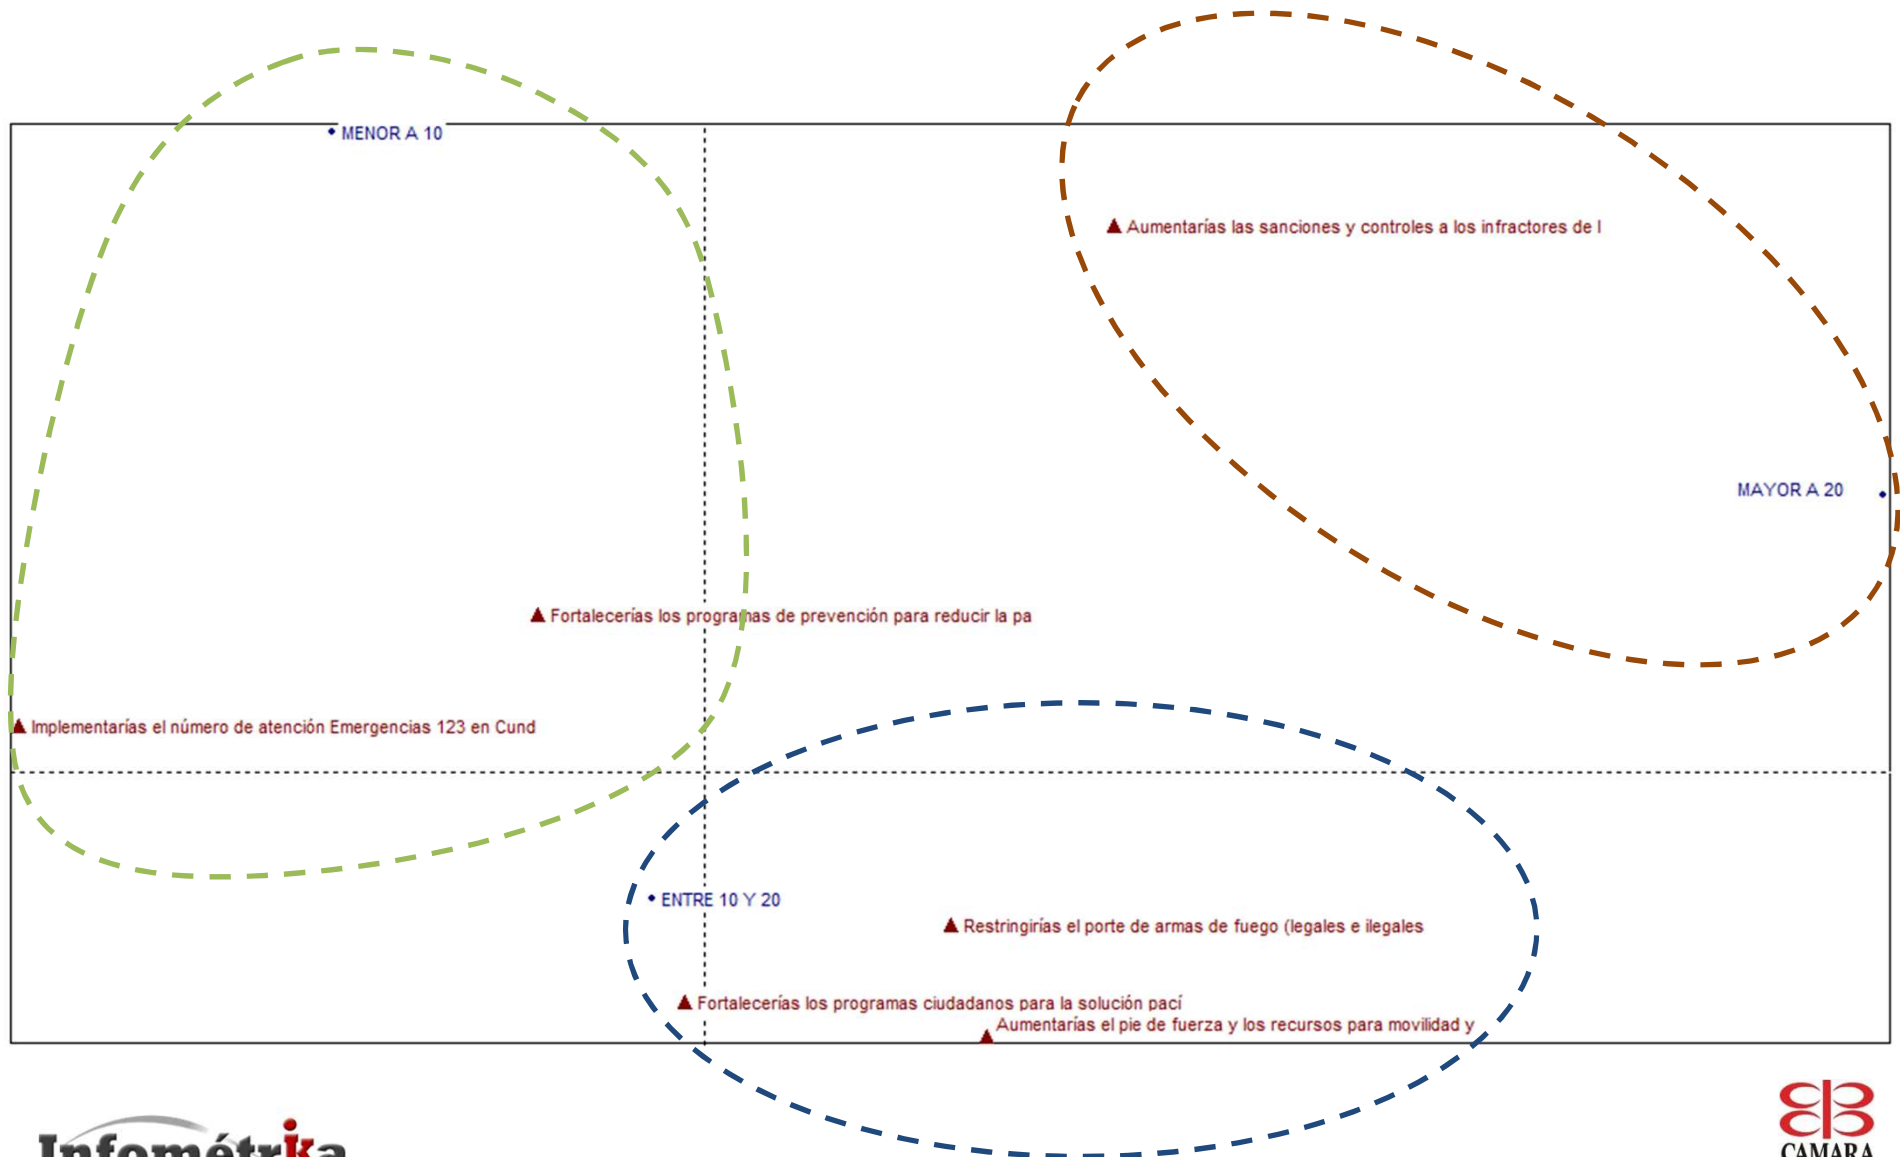 MENOR A 10
Aumentarías las sanciones y controles a los infractores de l
MAYOR A 20
Fortalecerías los programas de prevención para reducir la pa
Implementarías el número de atención Emergencias 123 en Cund
ENTRE 10 Y 20
Restringirías el porte de armas de fuego (legales e ilegales
Fortalecerías los programas ciudadanos para la solución pací
Aumentarías el pie de fuerza y los recursos para movilidad y
Infométrika
CAMARA